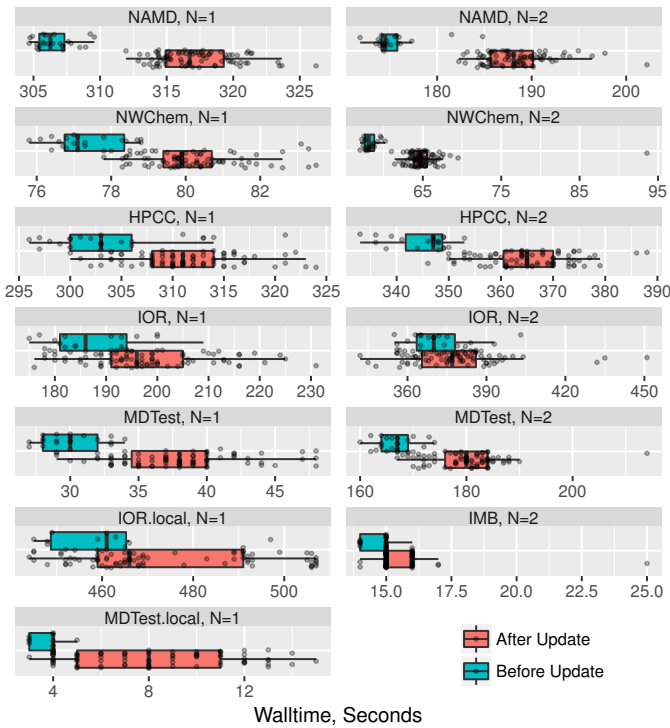 NAMD, N=1
NAMD, N=2
305 310 315 320 325
180 190 200
NWChem, N=1
NWChem, N=2
76 78 80 82
65 75 85 95
HPCC, N=1
HPCC, N=2
295 300 305 310 315 320 325
340 350 360 370 380 390
IOR, N=1
IOR, N=2
180 190 200 210 220 230
360 390 420 450
MDTest, N=1
MDTest, N=2
30 35 40 45
160 180 200
IOR.local, N=1
IMB, N=2
460 480 500
15.0 17.5 20.0 22.5 25.0
MDTest.local, N=1
4 8 12
After Update
Before Update
Walltime, Seconds